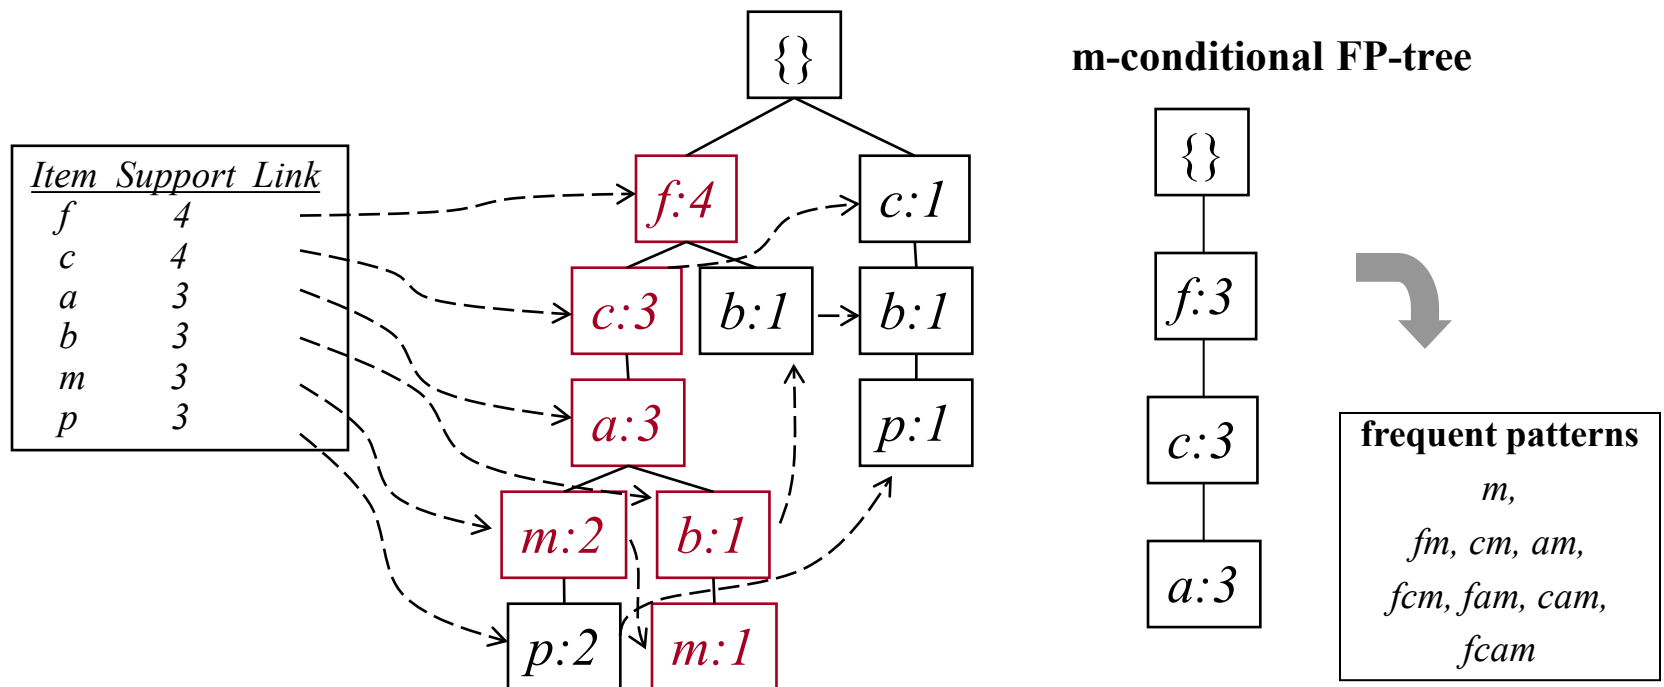 {}
m-conditional FP-tree
{}
Item Support Link
f 4
c 4
a 3
b 3
m 3
p 3
f:4
c:1
c:3
b:1
b:1
a:3
p:1
m:2
b:1
p:2
m:1
f:3
c:3
a:3
frequent patterns
m,
fm, cm, am,
fcm, fam, cam,
fcam